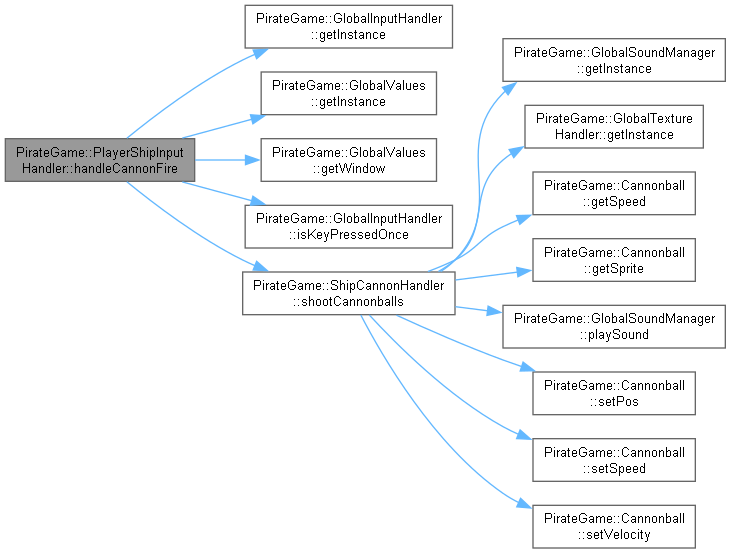 PirateGame::PlayerShipInput
Handler::handleCannonFire
PirateGame::GlobalInputHandler
::getInstance
PirateGame::GlobalValues
::getInstance
PirateGame::GlobalValues
::getWindow
PirateGame::GlobalInputHandler
::isKeyPressedOnce
PirateGame::ShipCannonHandler
::shootCannonballs
PirateGame::GlobalSoundManager
::getInstance
PirateGame::GlobalTexture
Handler::getInstance
PirateGame::Cannonball
::getSpeed
PirateGame::Cannonball
::getSprite
PirateGame::GlobalSoundManager
::playSound
PirateGame::Cannonball
::setPos
PirateGame::Cannonball
::setSpeed
PirateGame::Cannonball
::setVelocity